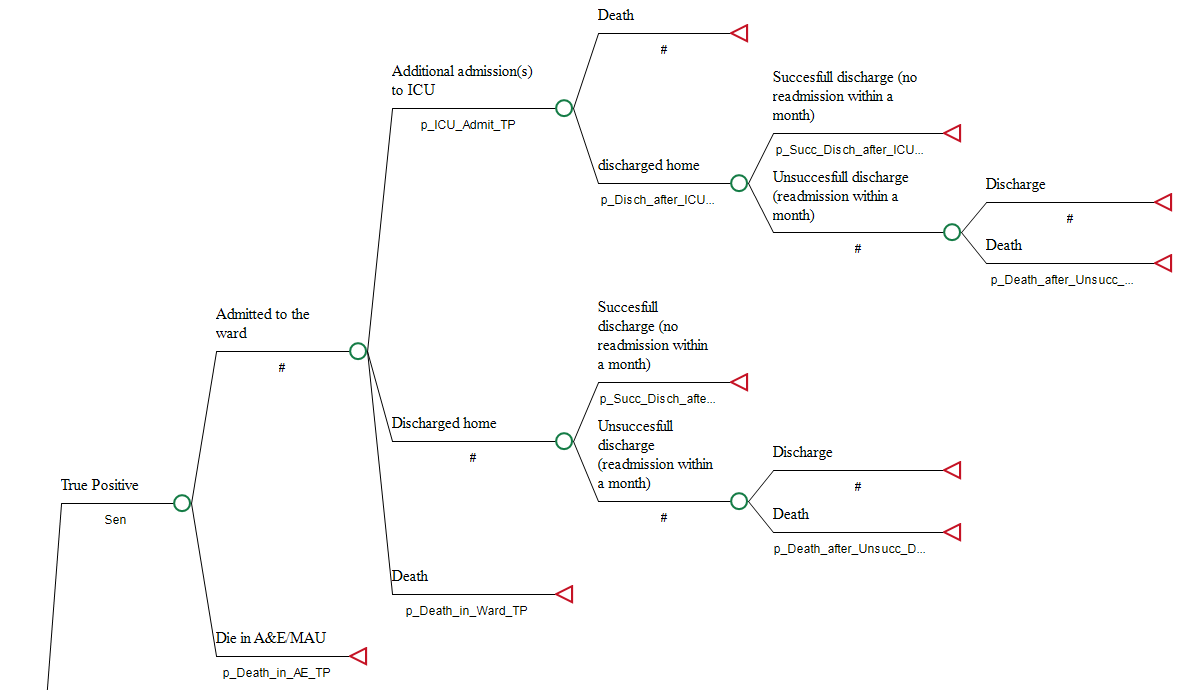 Death
#
Additional admission(s)
to ICU
p_ICU_Admit_TP
Succesfull discharge (no
readmission within a
month)
p_Succ_Disch_after_ICU...
discharged home
p_Disch_after_ICU...
Unsuccesfull discharge
(readmission within a
month)
#
Discharge
#
Death
p_Death_after_Unsucc_...
Admitted to the
ward
#
Succesfull
discharge (no
readmission within
a month)
p_Succ_Disch_afte...
Discharged home
#
Unsuccesfull
discharge
(readmission within
a month)
#
Discharge
#
Death
p_Death_after_Unsucc_D...
True Positive
Sen
Death
p_Death_in_Ward_TP
Die in A&E/MAU
p_Death_in_AE_TP